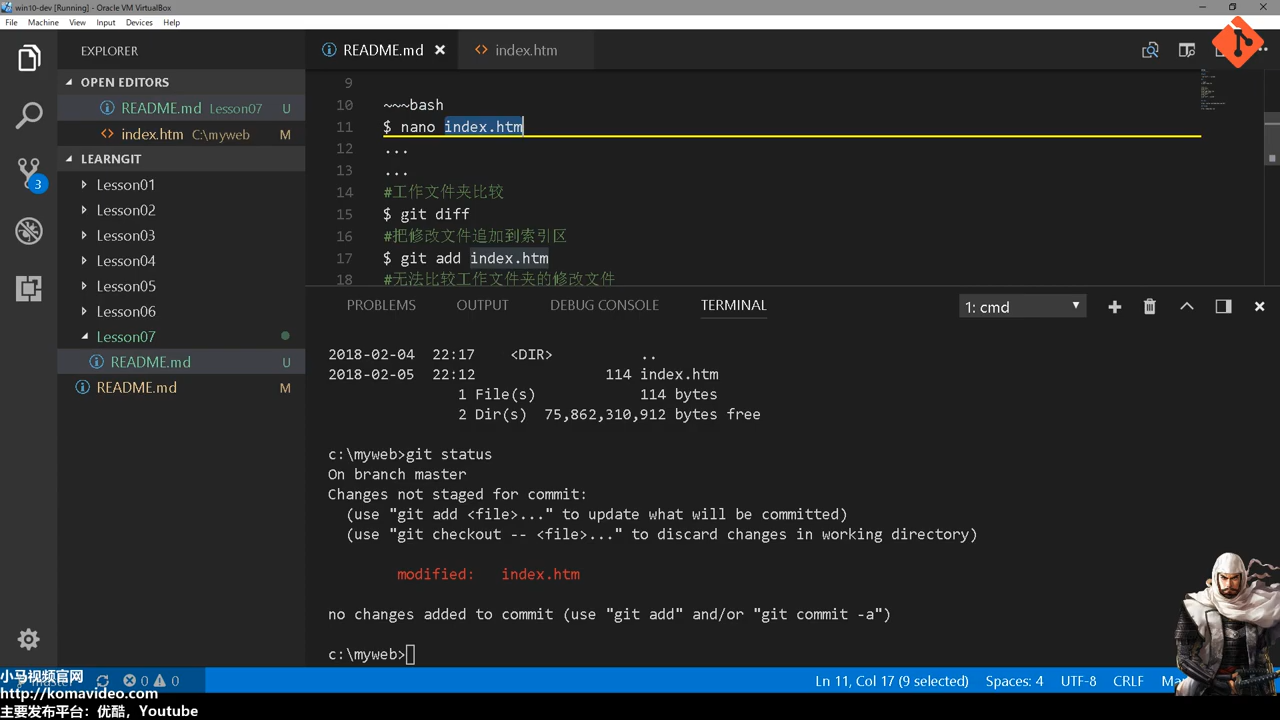 win10-dev [Running] - Oracle VM VirtualBox
File Machine View Input Devices Help
EXPLORER
OPEN EDITORS
README.md Lesson07 U
index.htm C:\myweb M
LEARNGIT
Lesson01
Lesson02
Lesson03
Lesson04
Lesson05
Lesson06
Lesson07
README.md U
README.md M
3
README.md index.htm
9
10 ~~~bash
11 $ nano index.htm
12 ...
13 ...
14 #工作文件夹比较
15 $ git diff
16 #把修改文件追加到索引区
17 $ git add index.htm
18 #无法比较工作文件夹的修改文件
PROBLEMS OUTPUT DEBUG CONSOLE TERMINAL 1: cmd
2018-02-04 22:17 <DIR> ..
2018-02-05 22:12 114 index.htm
1 File(s) 114 bytes
2 Dir(s) 75,862,310,912 bytes free
c:\myweb>git status
On branch master
Changes not staged for commit:
(use "git add <file>..." to update what will be committed)
(use "git checkout -- <file>..." to discard changes in working directory)
modified: index.htm
no changes added to commit (use "git add" and/or "git commit -a")
c:\myweb>
小马视频官网
http://komavideo.com
主要发布平台：优酷，Youtube
0 0
Ln 11, Col 17 (9 selected) Spaces: 4 UTF-8 CRLF